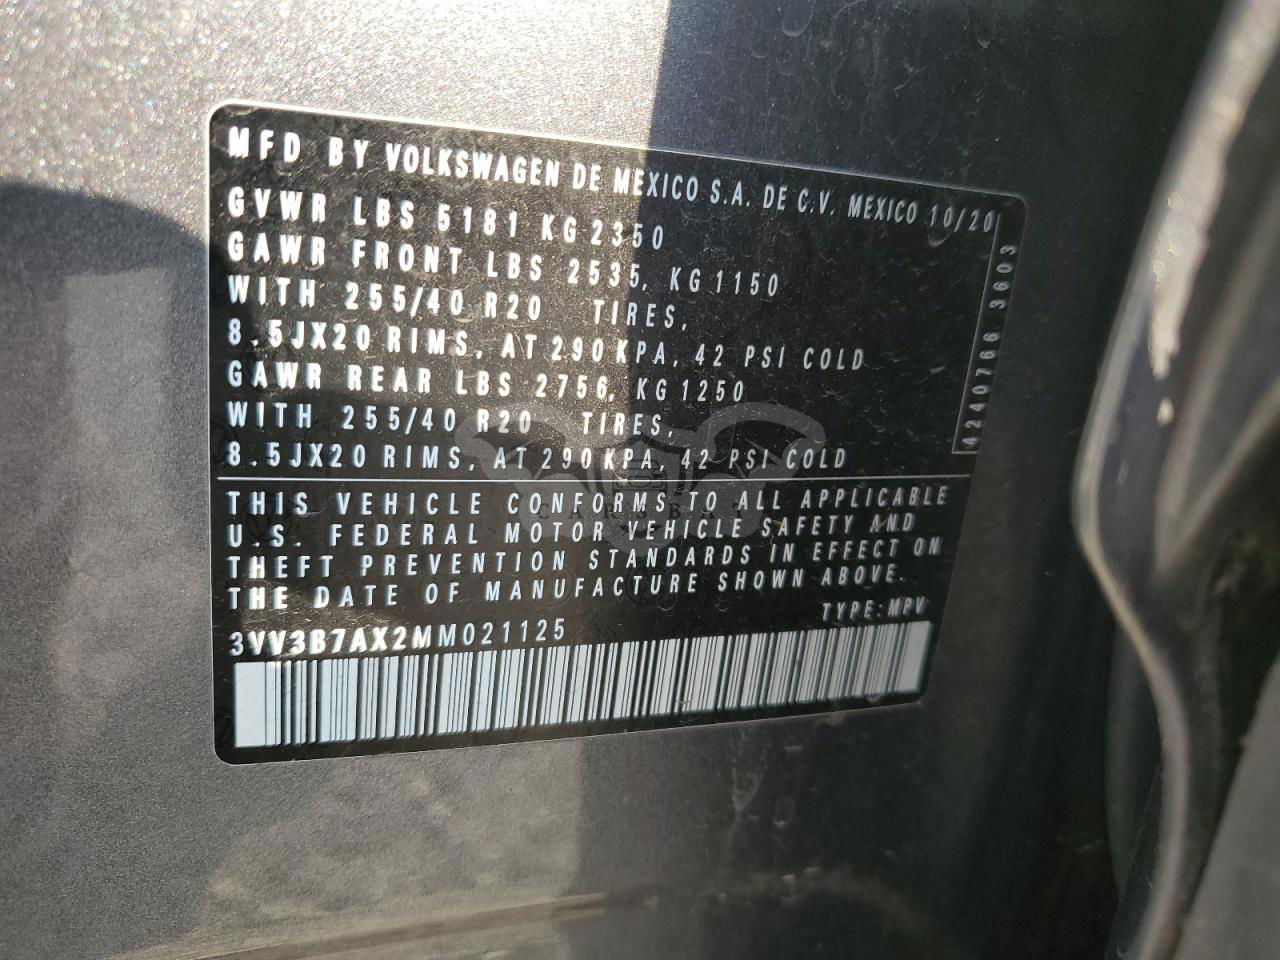 MFD BY VOLKSWAGEN DE MEXICO S.A. DE C.V. MEXICO 10/20
GVWR LBS 5181 KG 2350
GAWR FRONT LBS 2535, KG 1150
WITH 255/40 R20 TIRES,
8.5JX20 RIMS, AT 290 KPA, 42 PSI COLD
GAWR REAR LBS 2756, KG 1250
WITH 255/40 R20 TIRES,
8.5JX20 RIMS, AT 290 KPA, 42 PSI COLD
4240766 3603
THIS VEHICLE CONFORMS TO ALL APPLICABLE
U.S. FEDERAL MOTOR VEHICLE SAFETY AND
THEFT PREVENTION STANDARDS IN EFFECT ON
THE DATE OF MANUFACTURE SHOWN ABOVE.
TYPE: MPV
3VV3B7AX2MM021125